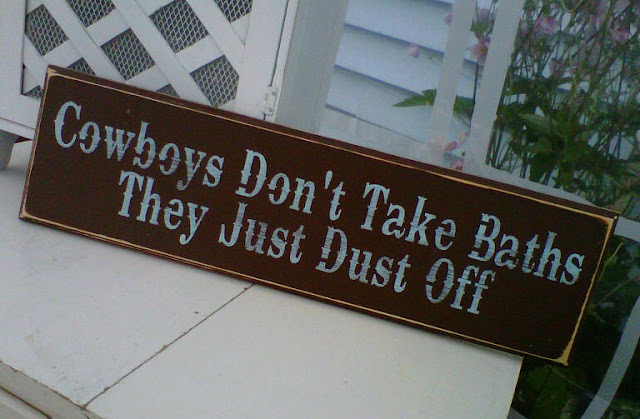 Cowboys Don't Take Baths
They Just Dust Off